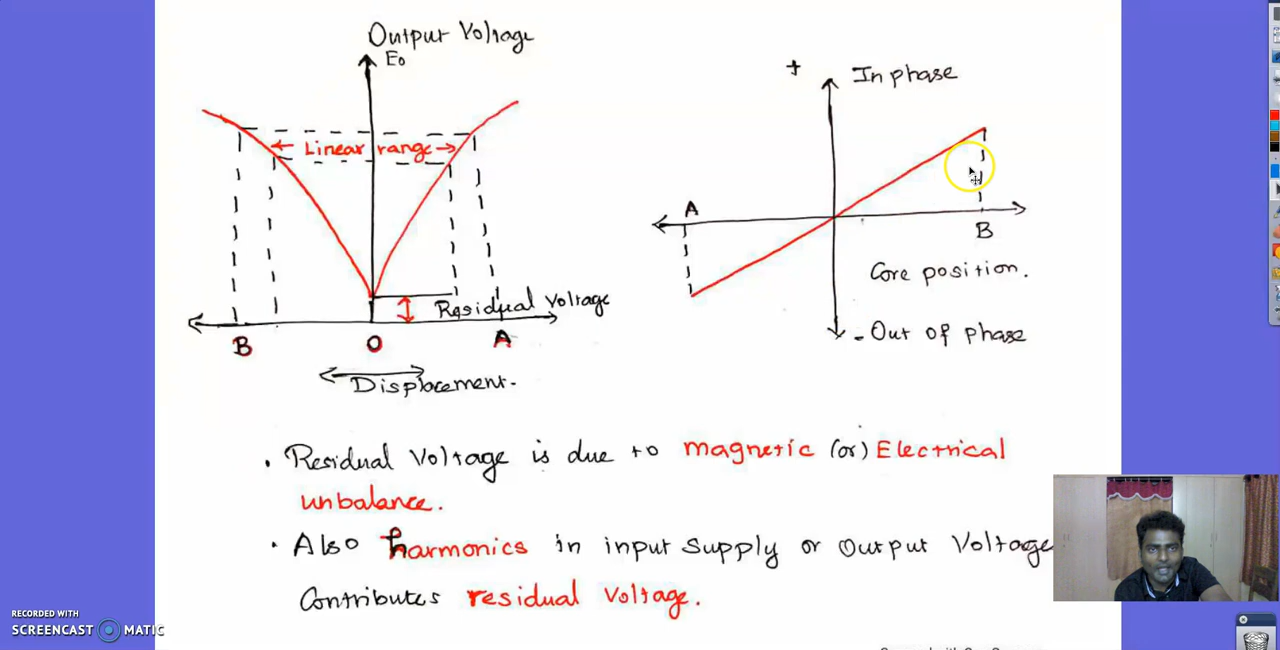 Output Voltage
E0
Linear range
Residual Voltage
B
O
A
Displacement.
+
In phase
A
B
Core position.
- Out of phase
. Residual Voltage is due to magnetic (or) Electrical
unbalance.
. Also harmonics in input supply or Output Voltage
Contributes residual voltage.
RECORDED WITH
SCREENCAST MATIC